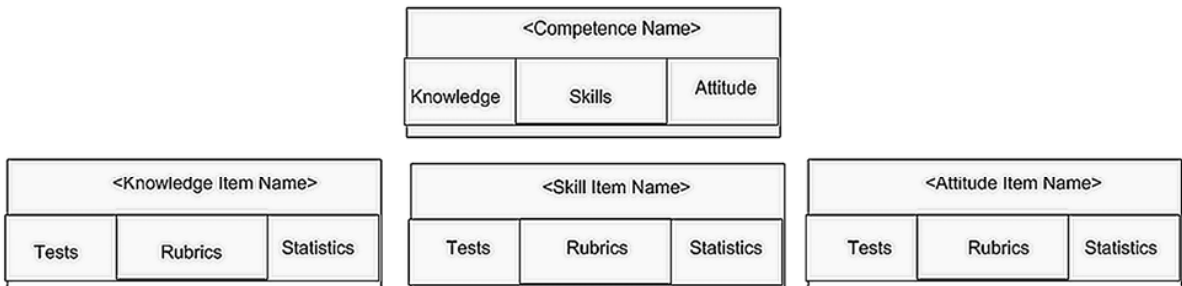 <Competence Name>
Knowledge Skills Attitude
<Knowledge Item Name> <Skill Item Name> <Attitude Item Name>
Tests Rubrics Statistics Tests Rubrics Statistics Tests Rubrics Statistics